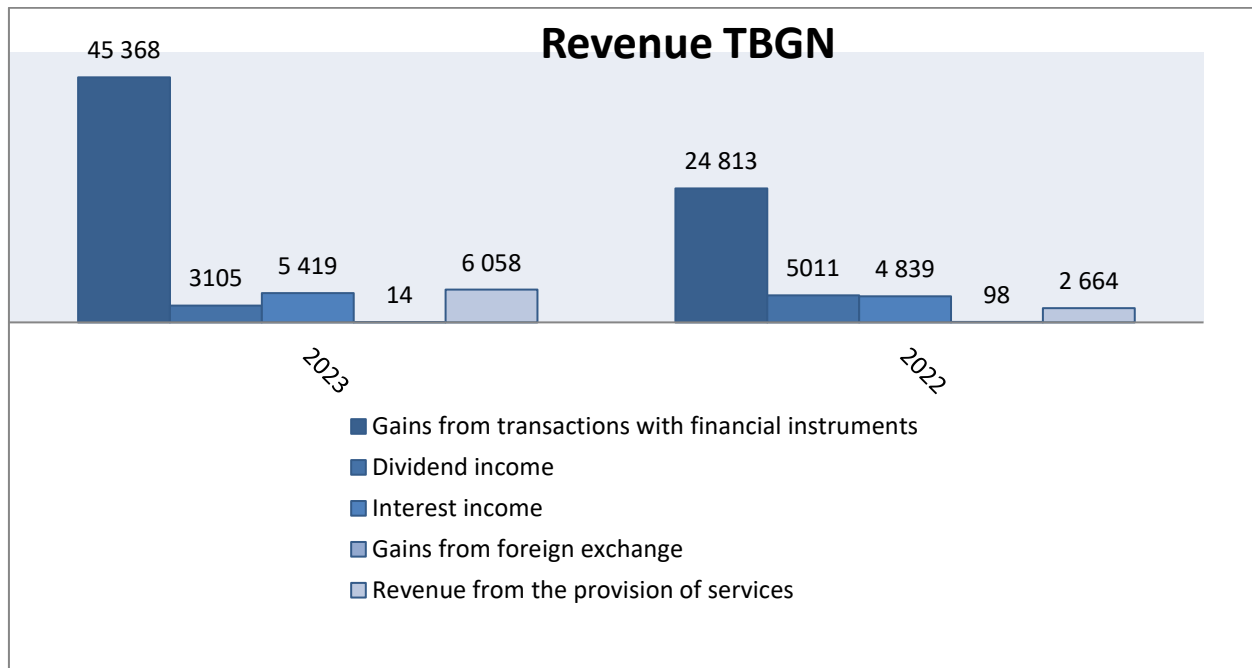 Revenue TBGN
45 368
3105
5 419
14
6 058
24 813
5011
4 839
98
2 664
2023
2022
Gains from transactions with financial instruments
Dividend income
Interest income
Gains from foreign exchange
Revenue from the provision of services